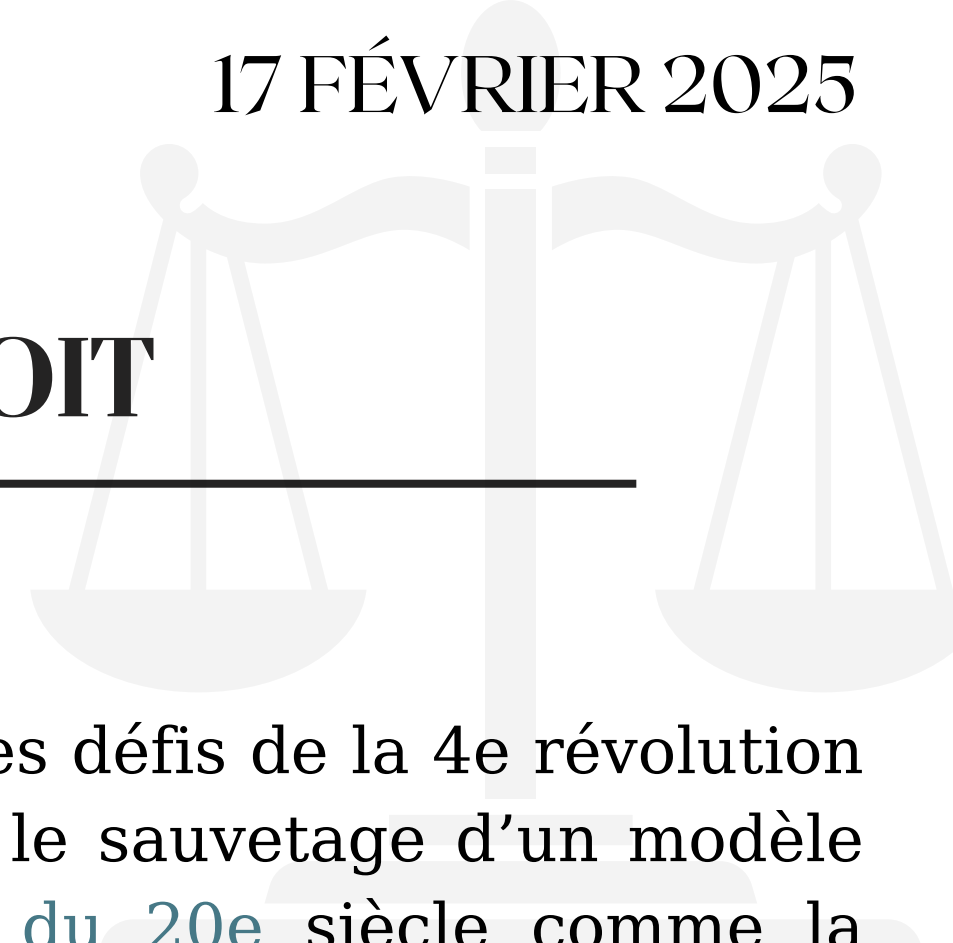 17 FÉVRIER 2025
OIT
es défis de la 4e révolution
le sauvetage d’un modèle
du 20e siècle comme la